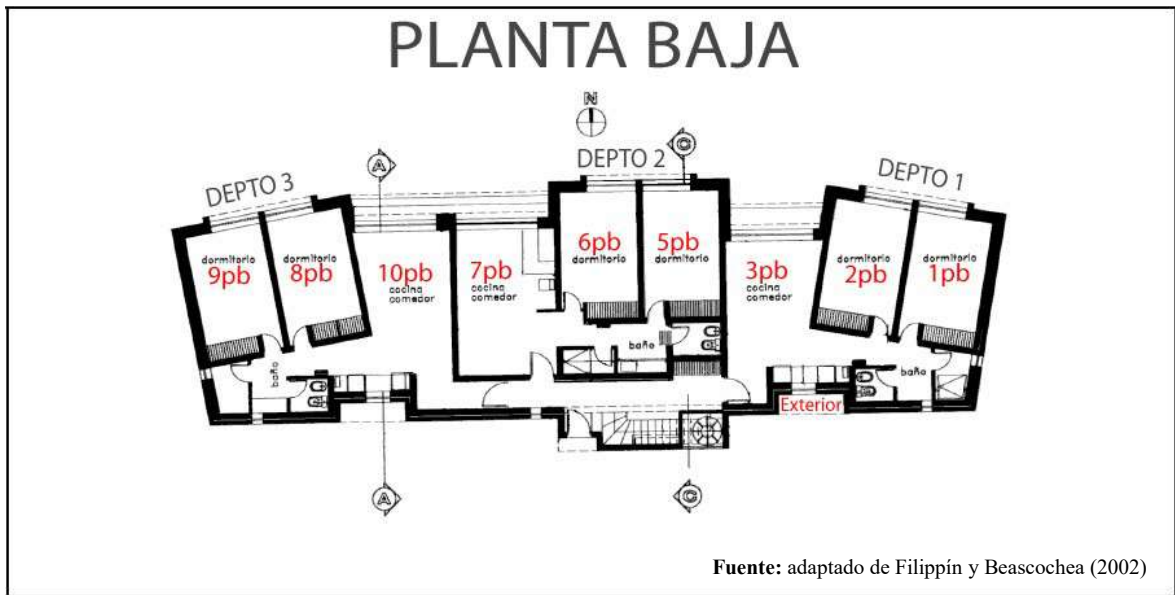 PLANTA BAJA
N
A
C
DEPTO 3
DEPTO 2
DEPTO 1
dormitorio
9pb
dormitorio
8pb
10pb
cocina
comedor
7pb
cocina
comedor
6pb
dormitorio
5pb
dormitorio
3pb
cocina
comedor
dormitorio
2pb
dormitorio
1pb
baño
baño
baño
Exterior
A
C
Fuente: adaptado de Filippín y Beascochea (2002)